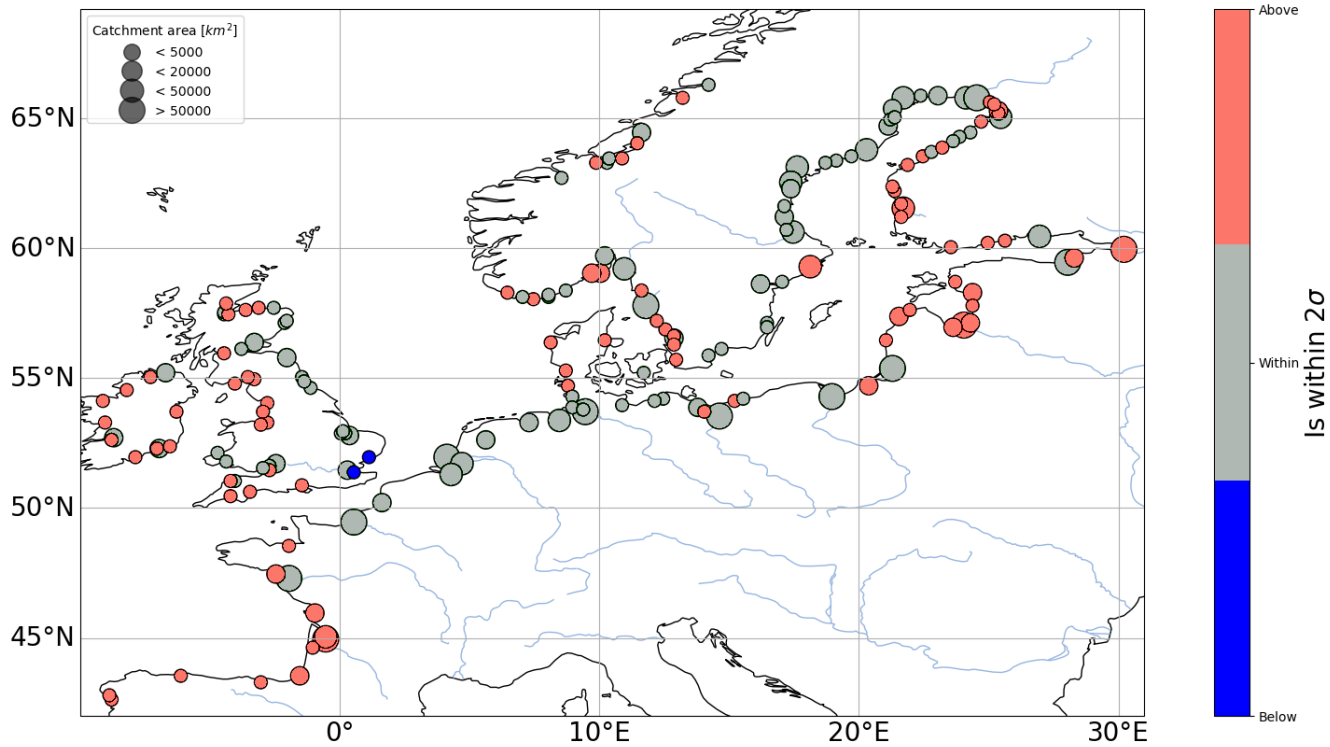 Catchment area [km²]
< 5000
< 20000
< 50000
> 50000
65°N
60°N
55°N
50°N
45°N
0°
10°E
20°E
30°E
Above
Within
Below
Is within 2σ